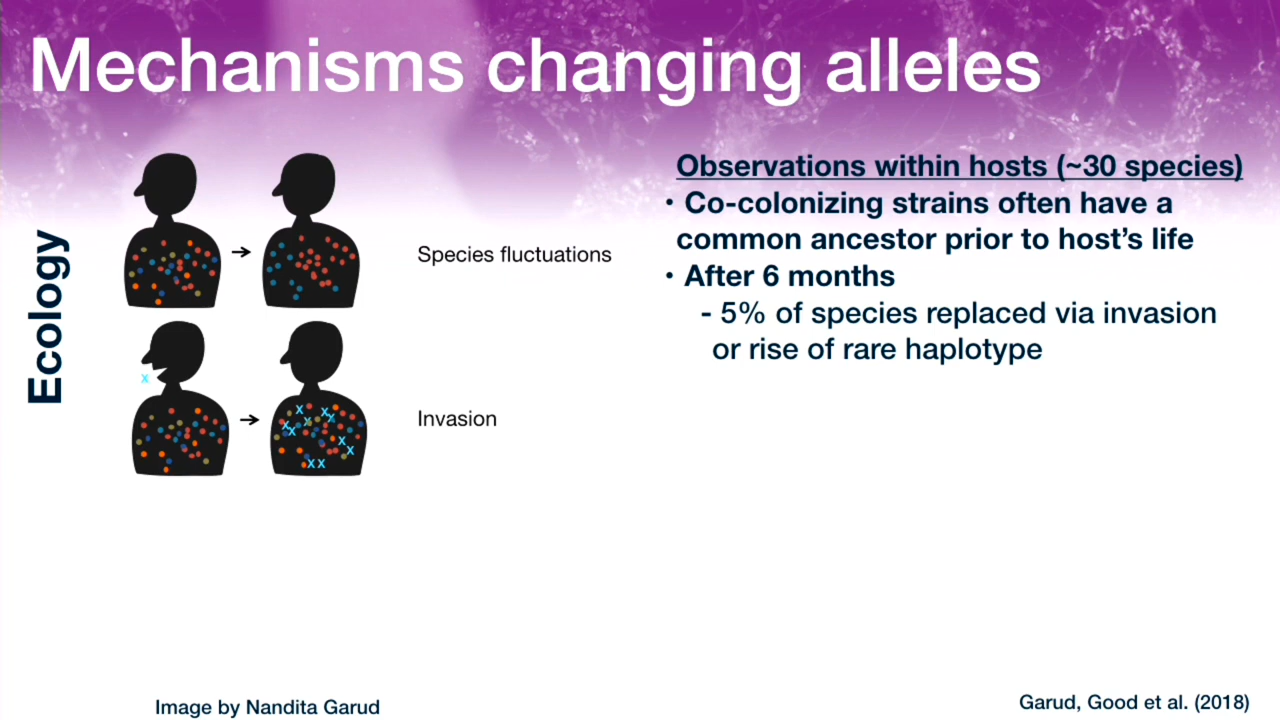 Mechanisms changing alleles
Observations within hosts (~30 species)
• Co-colonizing strains often have a
common ancestor prior to host's life
• After 6 months
- 5% of species replaced via invasion
or rise of rare haplotype
Ecology
Species fluctuations
x
Invasion
x x x x x x x x x x
Image by Nandita Garud
Garud, Good et al. (2018)